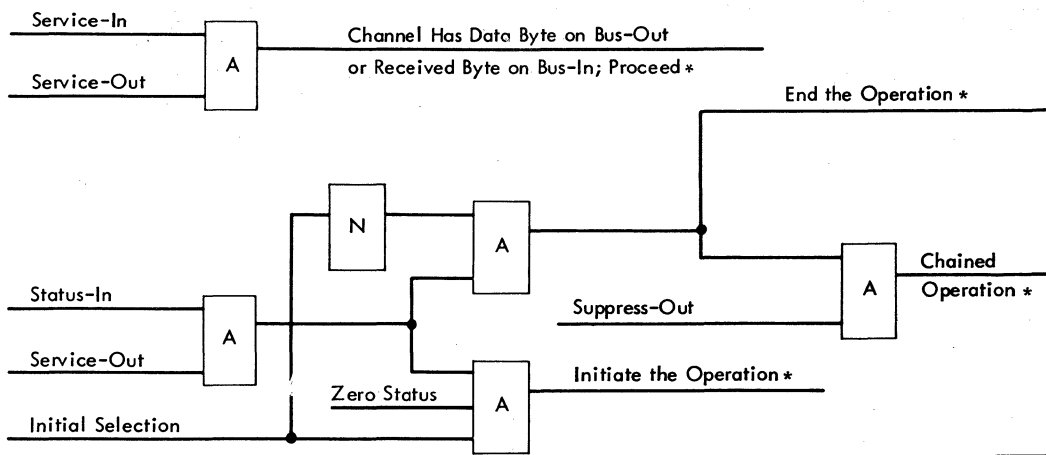 Service-In
Channel Has Data Byte on Bus-Out
A
or Received Byte on Bus-In; Proceed *
Service-Out
End the Operation *
N
A
Status-In
Suppress-Out
A
Chained
Operation *
A
Service-Out
Initiate the Operation *
Zero Status
A
Initial Selection